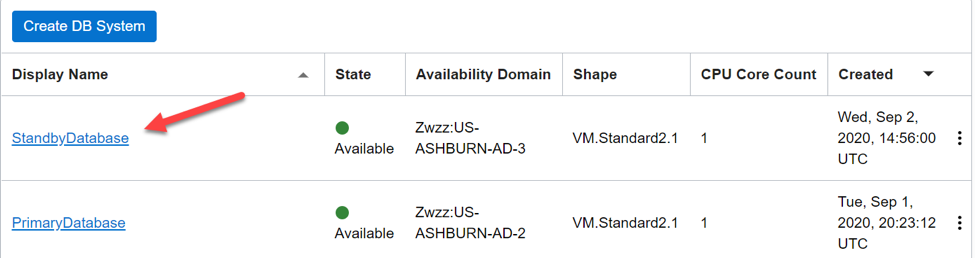 Create DB System
Display Name State Availability Domain Shape CPU Core Count Created
StandbyDatabase Available Zwzz:US-ASHBURN-AD-3 VM.Standard2.1 1 Wed, Sep 2, 2020, 14:56:00 UTC
PrimaryDatabase Available Zwzz:US-ASHBURN-AD-2 VM.Standard2.1 1 Tue, Sep 1, 2020, 20:23:12 UTC